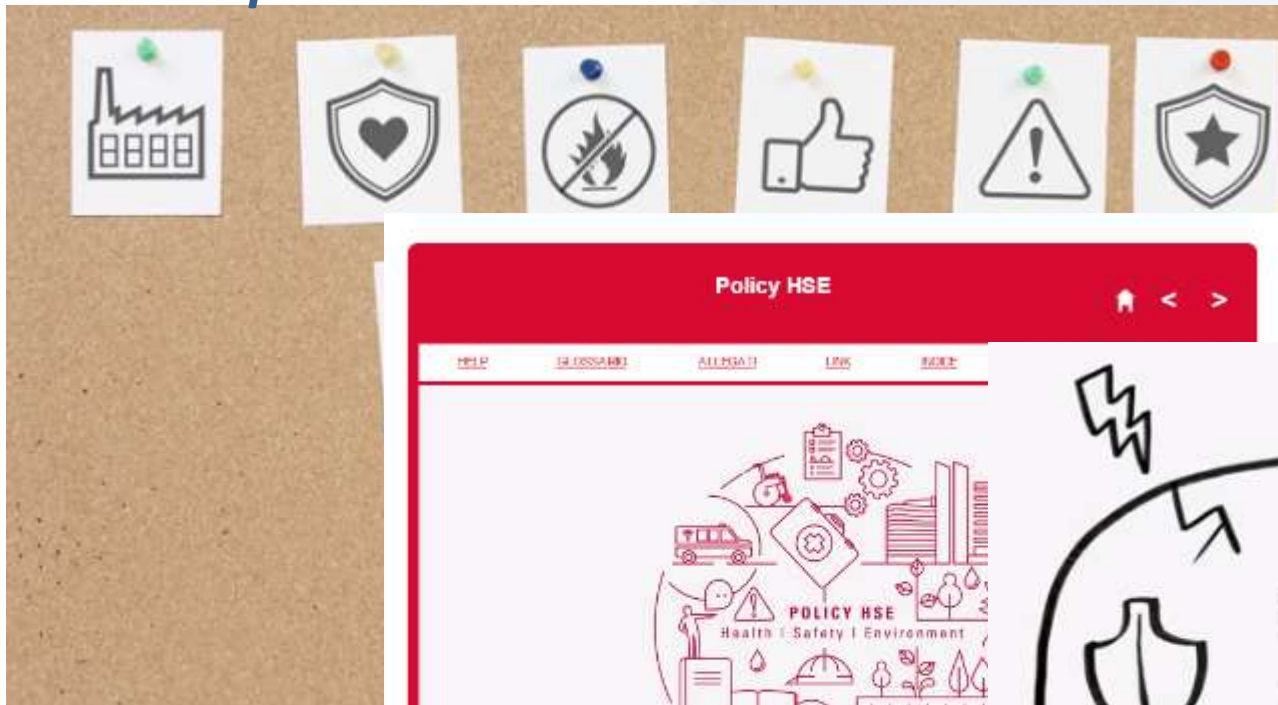 Policy HSE
HELP GLOSSARIO ALLEGATI LINK INDICE
POLICY HSE
Health | Safety | Environment